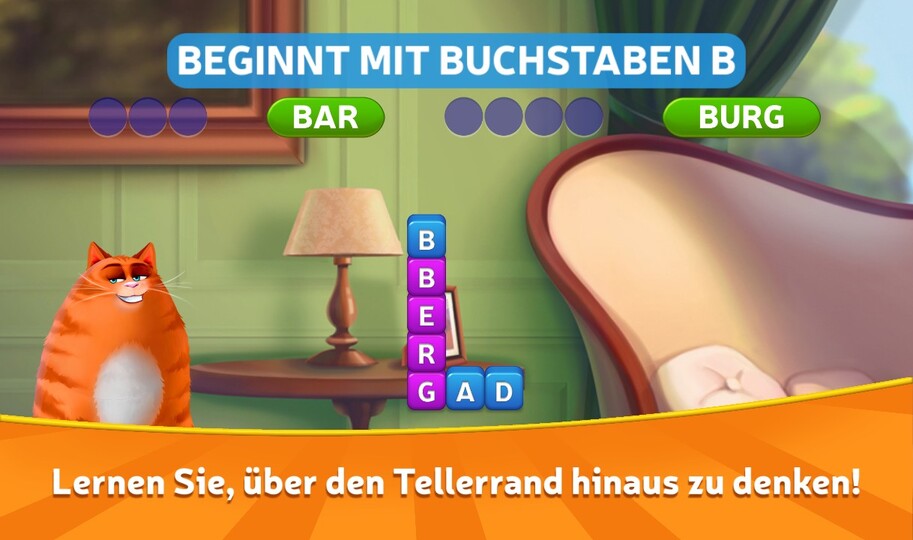 BEGINNT MIT BUCHSTABEN B
BAR BURG
B
B
E
R
G A D
Lernen Sie, über den Tellerrand hinaus zu denken!